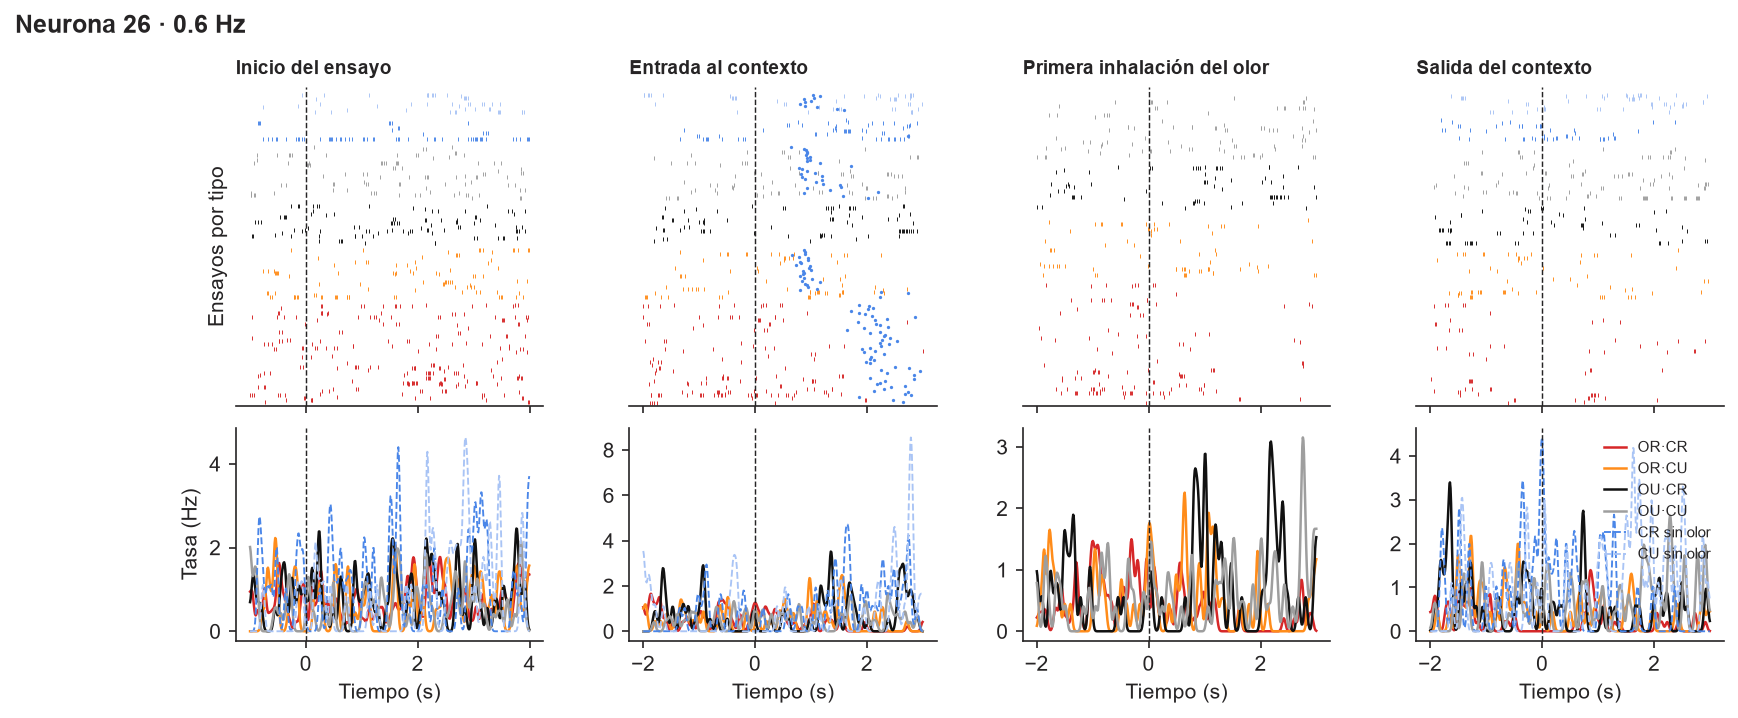 Neurona 26 · 0.6 Hz
Inicio del ensayo
Entrada al contexto
Primera inhalación del olor
Salida del contexto
Ensayos por tipo
Tasa (Hz)
4
2
0
8
6
4
2
0
3
2
1
0
4
3
2
1
0
OR·CR
OR·CU
OU·CR
OU·CU
CR sin olor
CU sin olor
0 2 4
−2 0 2
−2 0 2
−2 0 2
Tiempo (s)
Tiempo (s)
Tiempo (s)
Tiempo (s)